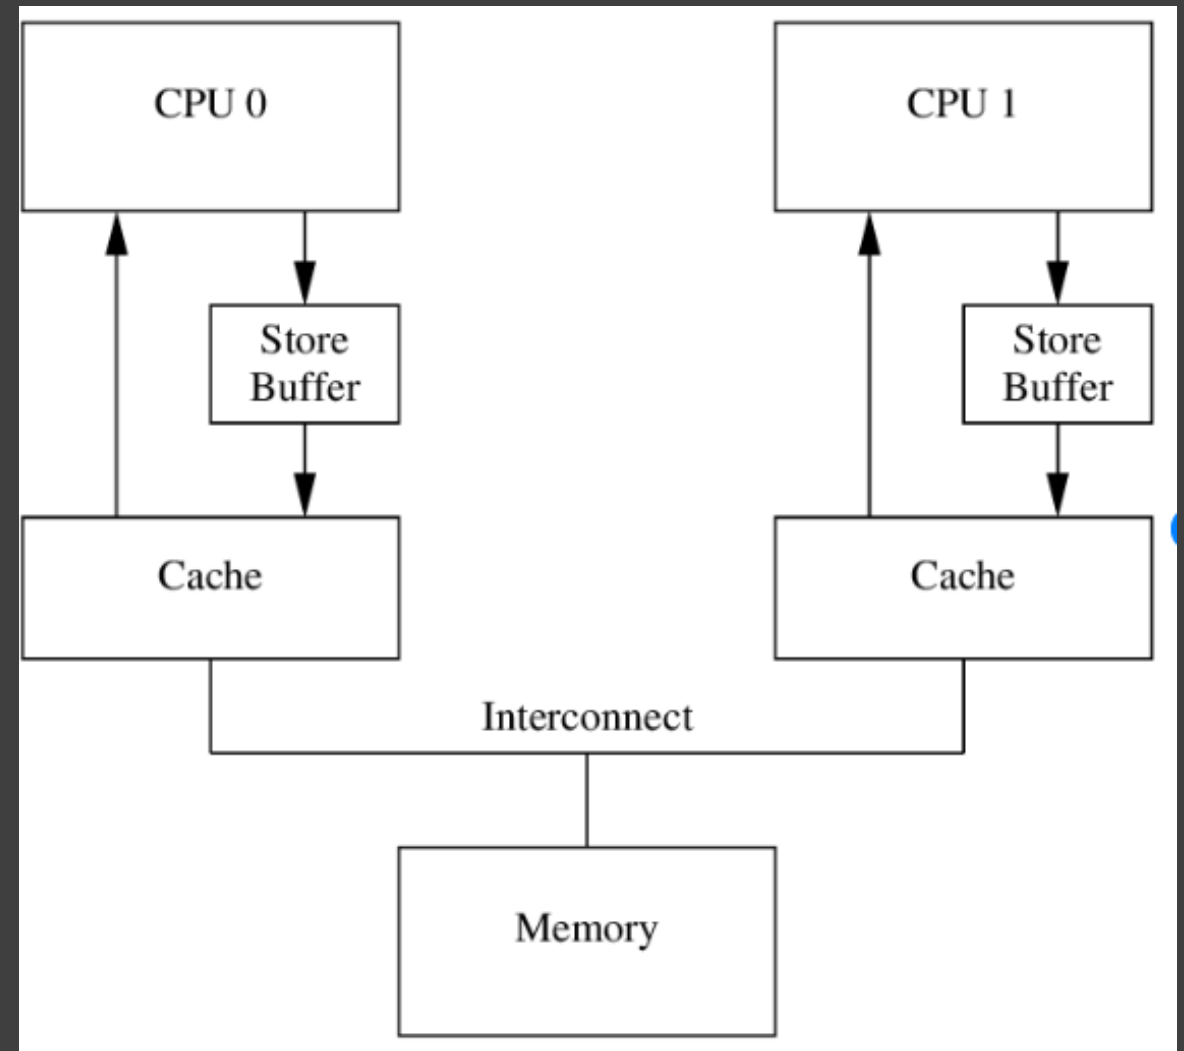 CPU 0
CPU 1
Store
Buffer
Store
Buffer
Cache
Cache
Interconnect
Memory